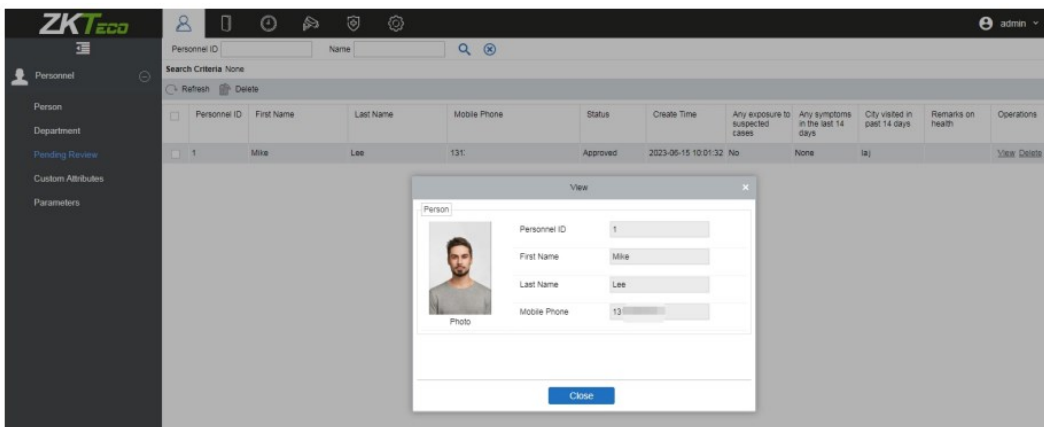 ZKTeco
admin
Personnel ID
Name
Personnel
Search Criteria None
Refresh Delete
Person
Department
Pending Review
Custom Attributes
Parameters
Personnel ID First Name Last Name Mobile Phone Status Create Time Any exposure to suspected cases Any symptoms in the last 14 days City visited in past 14 days Remarks on health Operations
1 Mike Lee 131 Approved 2023-06-15 10:01:32 No None View Delete
View
Person
Personnel ID 1
First Name Mike
Last Name Lee
Mobile Phone 13
Photo
Close